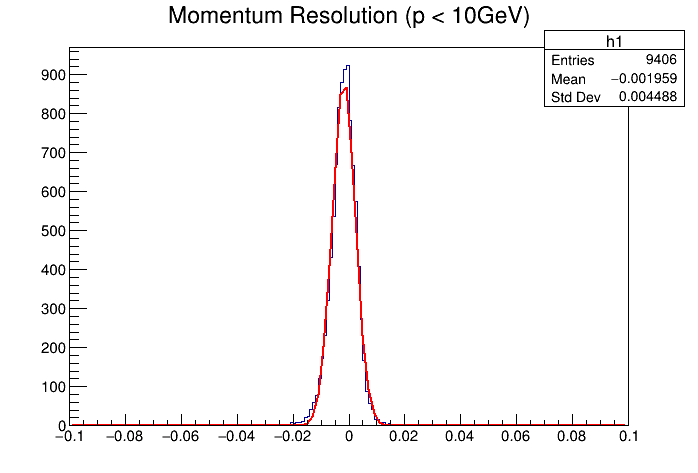 Momentum Resolution (p < 10GeV)
h1
Entries 9406
Mean −0.001959
Std Dev 0.004488
900
800
700
600
500
400
300
200
100
0
−0.1 −0.08 −0.06 −0.04 −0.02 0 0.02 0.04 0.06 0.08 0.1